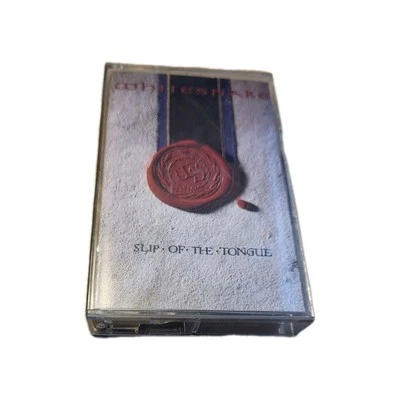 WHITESNAKE
SLIP · OF · THE · TONGUE